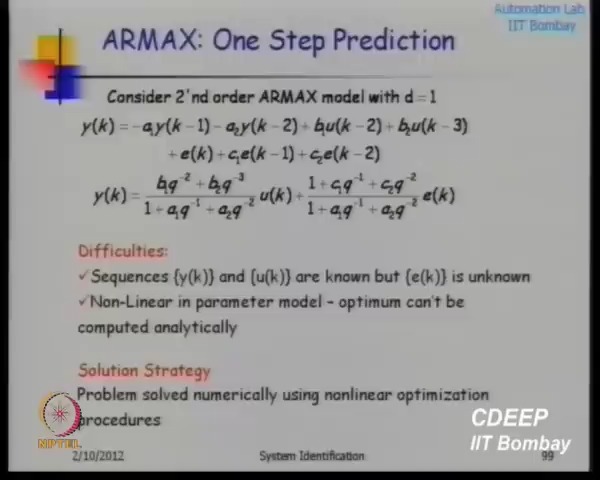 Automation Lab
IIT Bombay
ARMAX: One Step Prediction
Consider 2'nd order ARMAX model with d = 1
y(k) = −a₁y(k − 1) − a₂y(k − 2) + b₁u(k − 2) + b₂u(k − 3)
+ e(k) + c₁e(k − 1) + c₂e(k − 2)
y(k) = (b₁q⁻² + b₂q⁻³)/(1 + a₁q⁻¹ + a₂q⁻²) u(k) + (1 + c₁q⁻¹ + c₂q⁻²)/(1 + a₁q⁻¹ + a₂q⁻²) e(k)
Difficulties:
✓Sequences {y(k)} and {u(k)} are known but {e(k)} is unknown
✓Non-Linear in parameter model - optimum can't be
computed analytically
Solution Strategy
Problem solved numerically using nonlinear optimization
procedures
NPTEL
CDEEP
IIT Bombay
2/10/2012
System Identification
99